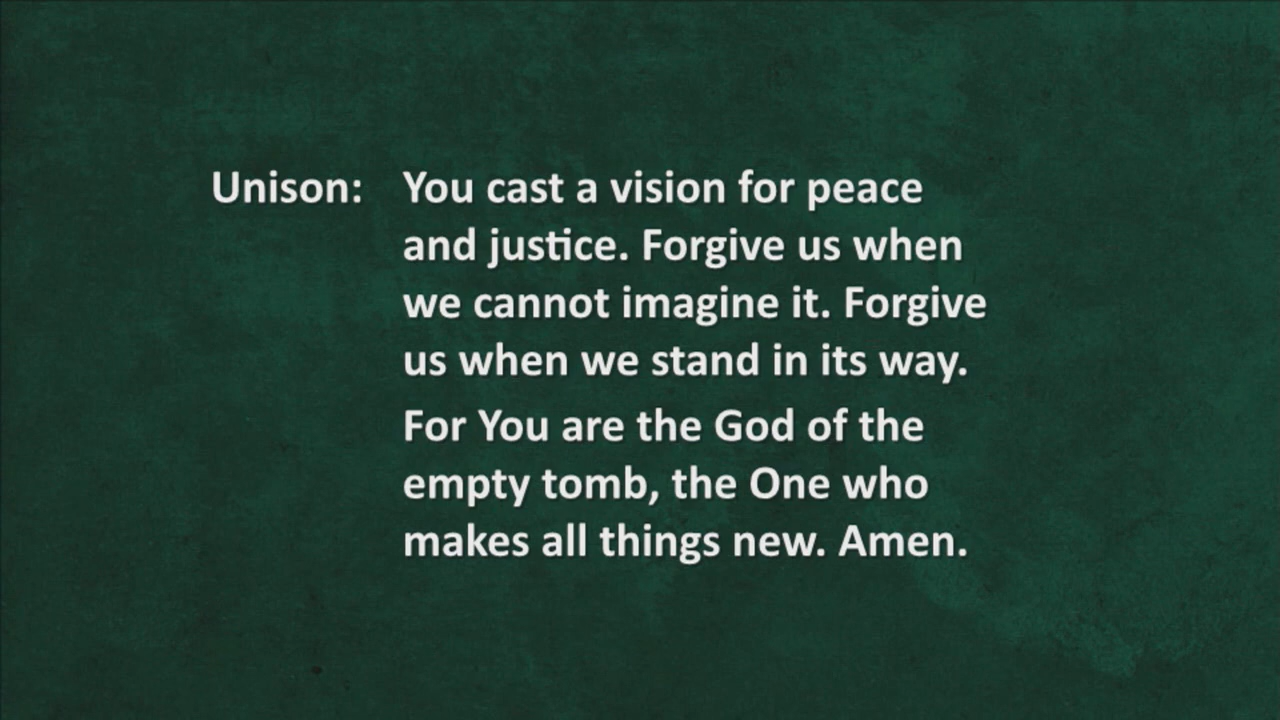 Unison: You cast a vision for peace
and justice. Forgive us when
we cannot imagine it. Forgive
us when we stand in its way.
For You are the God of the
empty tomb, the One who
makes all things new. Amen.